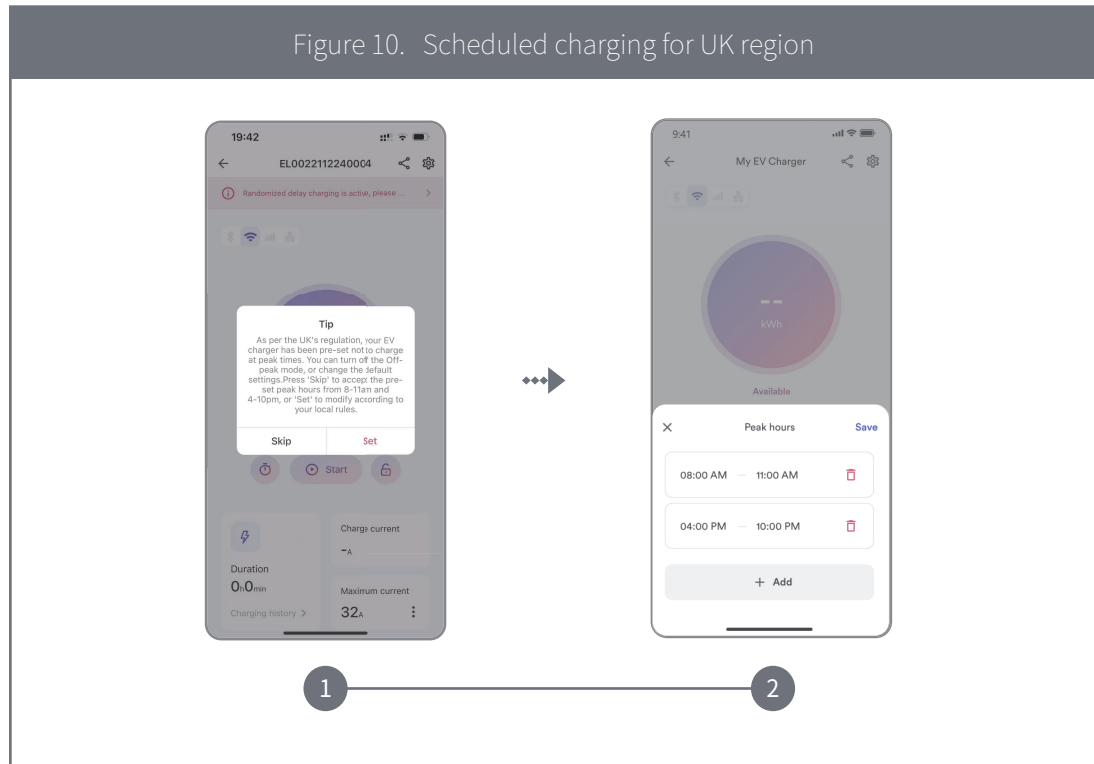 Figure 10. Scheduled charging for UK region
19:42
EL0022112240004
Randomized delay charging is active, please ...
Tip
As per the UK's regulation, your EV
charger has been pre-set not to charge
at peak times. You can turn off the Off-
peak mode, or change the default
settings.Press 'Skip' to accept the pre-
set peak hours from 8-11am and
4-10pm, or 'Set' to modify according to
your local rules.
Skip Set
Start
Duration
0h0min
Charging history >
Charge current
-A
Maximum current
32A
1
9:41
My EV Charger
--
kWh
Available
Peak hours Save
08:00 AM — 11:00 AM
04:00 PM — 10:00 PM
+ Add
2